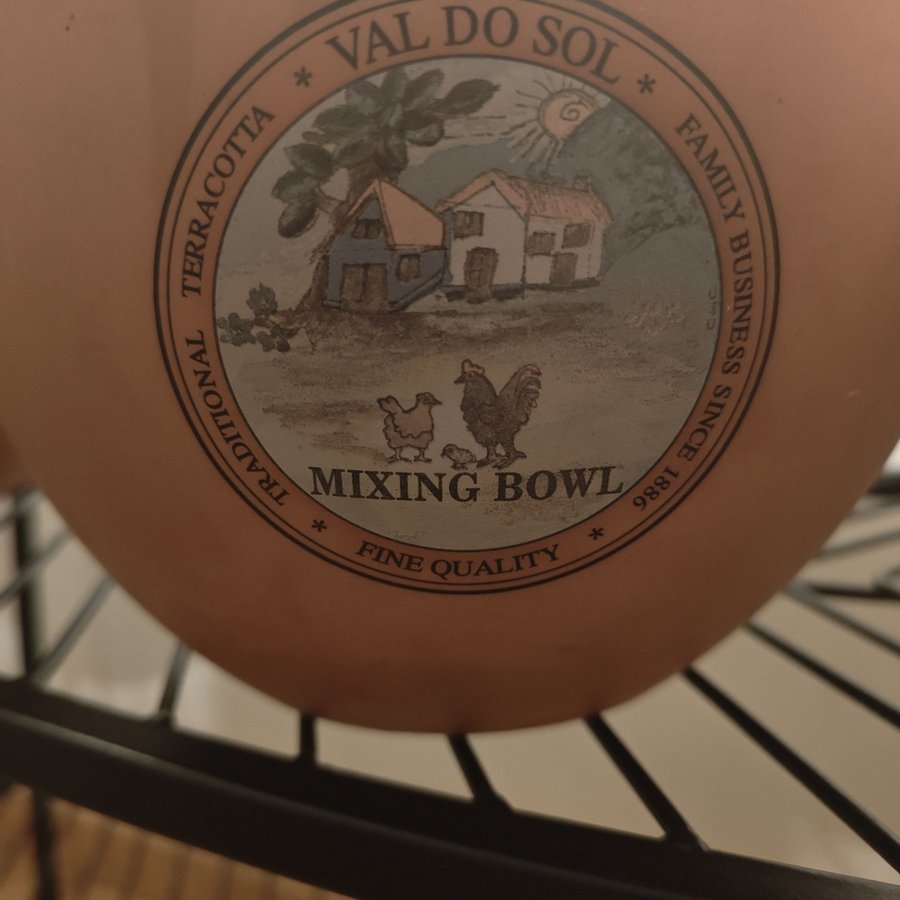 VAL DO SOL
TRADITIONAL TERRACOTTA
FAMILY BUSINESS SINCE 1886
MIXING BOWL
FINE QUALITY